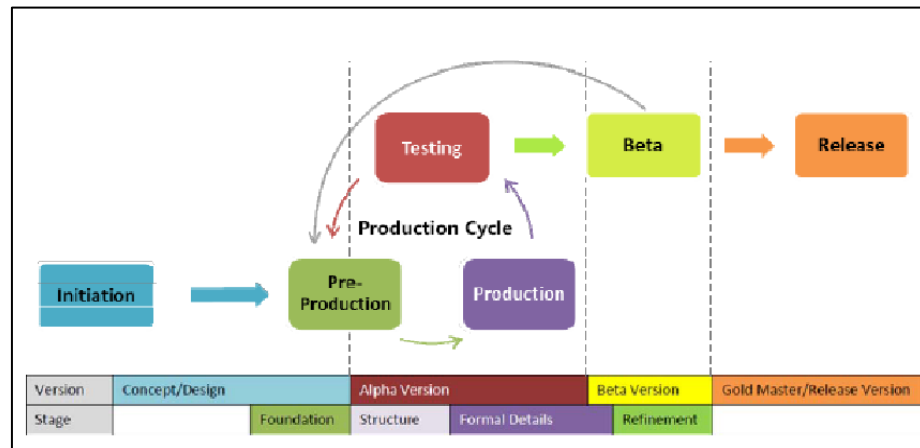 Testing
Beta
Release
Production Cycle
Initiation
Pre-
Production
Production
Version Concept/Design Alpha Version Beta Version Gold Master/Release Version
Stage Foundation Structure Formal Details Refinement